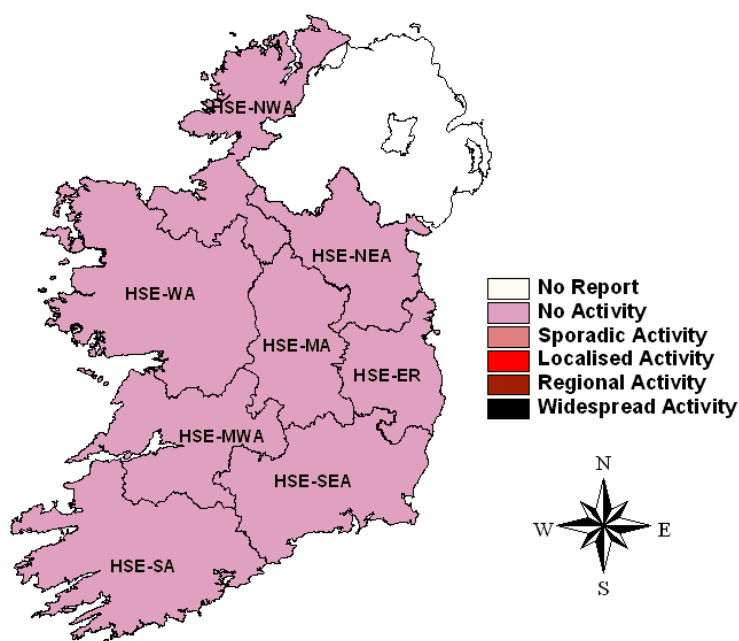 HSE-NWA
HSE-NEA
HSE-WA
HSE-MA
HSE-ER
HSE-MWA
HSE-SEA
HSE-SA
No Report
No Activity
Sporadic Activity
Localised Activity
Regional Activity
Widespread Activity
N
W E
S